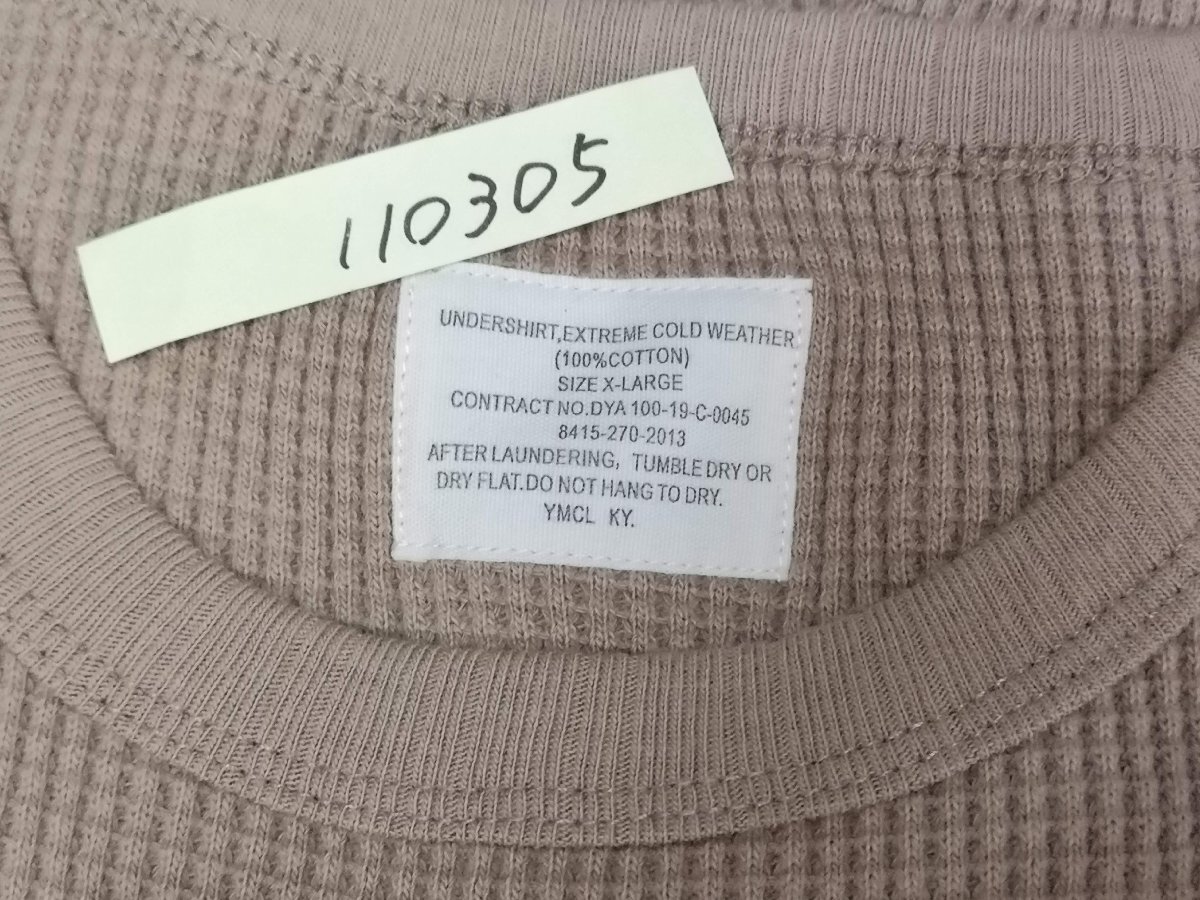 110305
UNDERSHIRT,EXTREME COLD WEATHER
(100%COTTON)
SIZE X-LARGE
CONTRACT NO.DYA 100-19-C-0045
8415-270-2013
AFTER LAUNDERING, TUMBLE DRY OR
DRY FLAT.DO NOT HANG TO DRY.
YMCL KY.